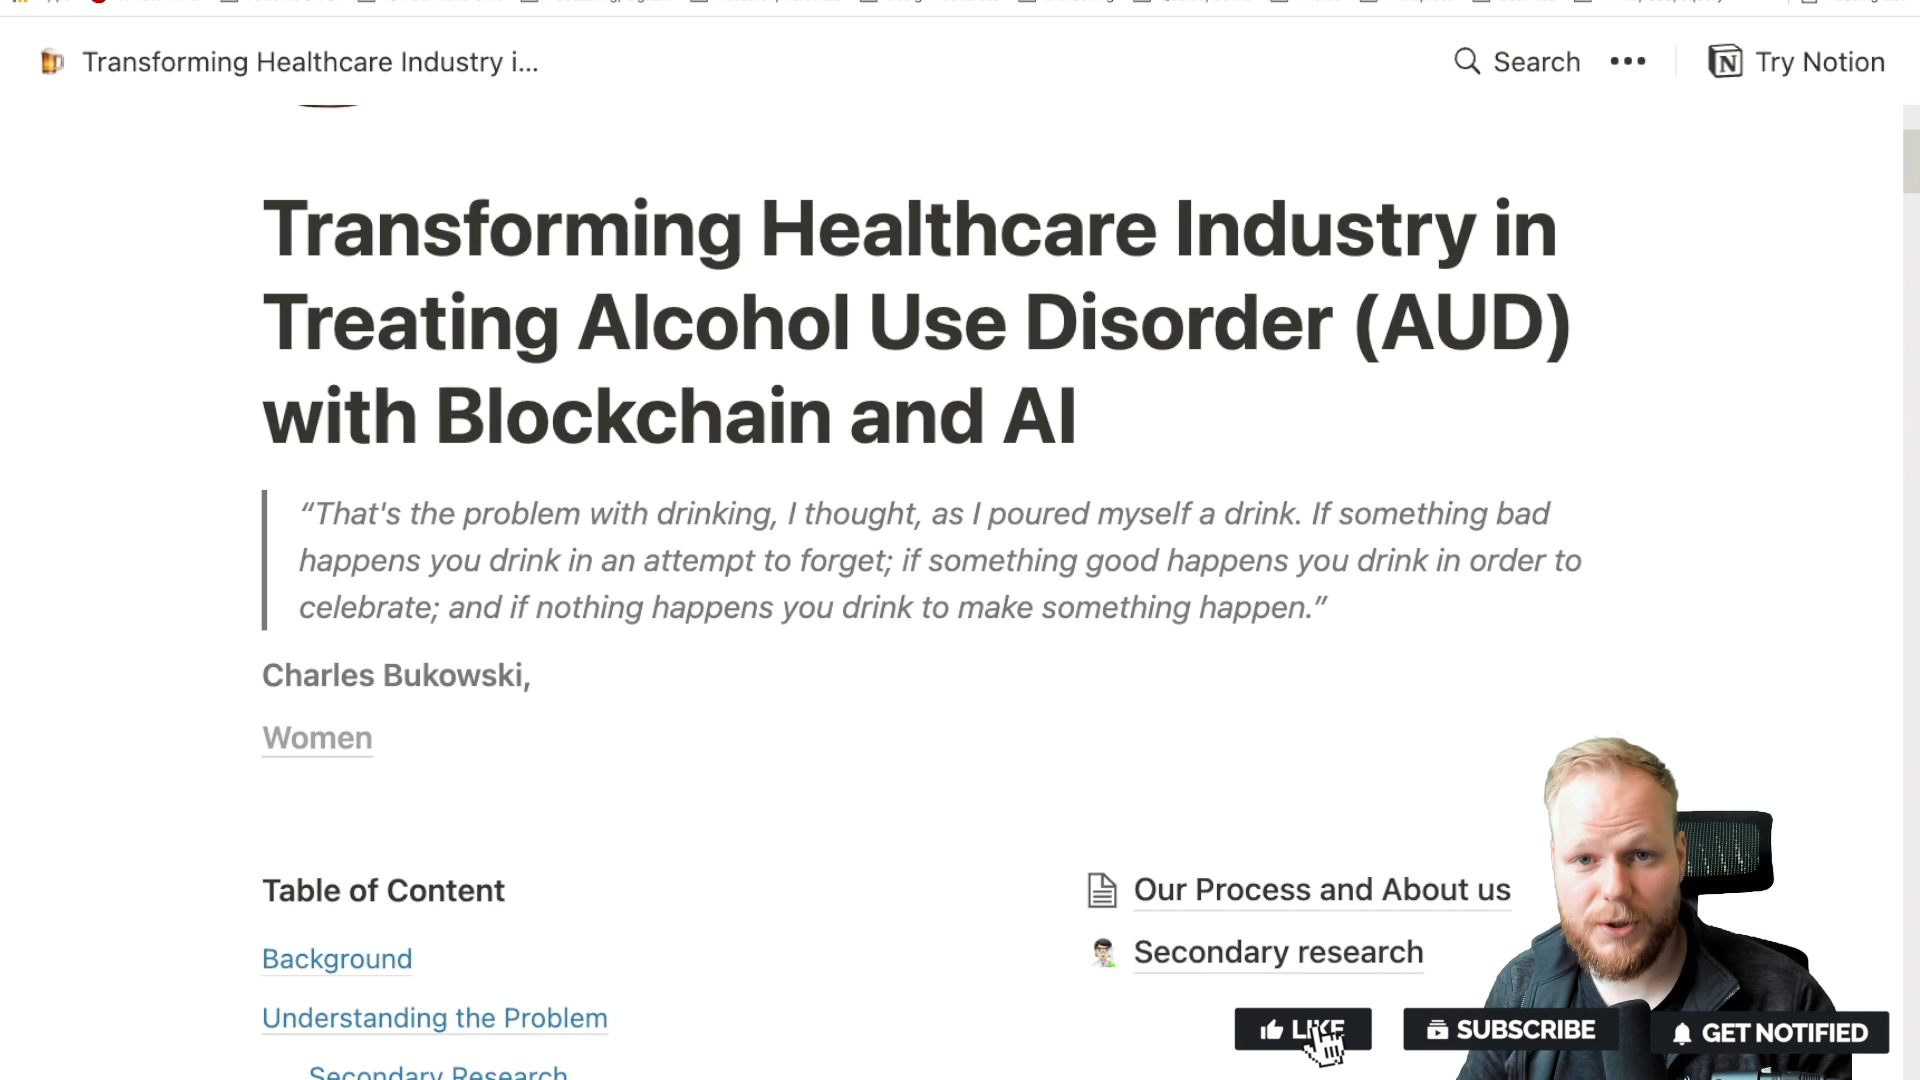 Transforming Healthcare Industry i...
Search
Try Notion
Transforming Healthcare Industry in
Treating Alcohol Use Disorder (AUD)
with Blockchain and AI
“That's the problem with drinking, I thought, as I poured myself a drink. If something bad
happens you drink in an attempt to forget; if something good happens you drink in order to
celebrate; and if nothing happens you drink to make something happen.”
Charles Bukowski,
Women
Table of Content
Background
Understanding the Problem
Secondary Research
Our Process and About us
Secondary research
LIKE
SUBSCRIBE
GET NOTIFIED